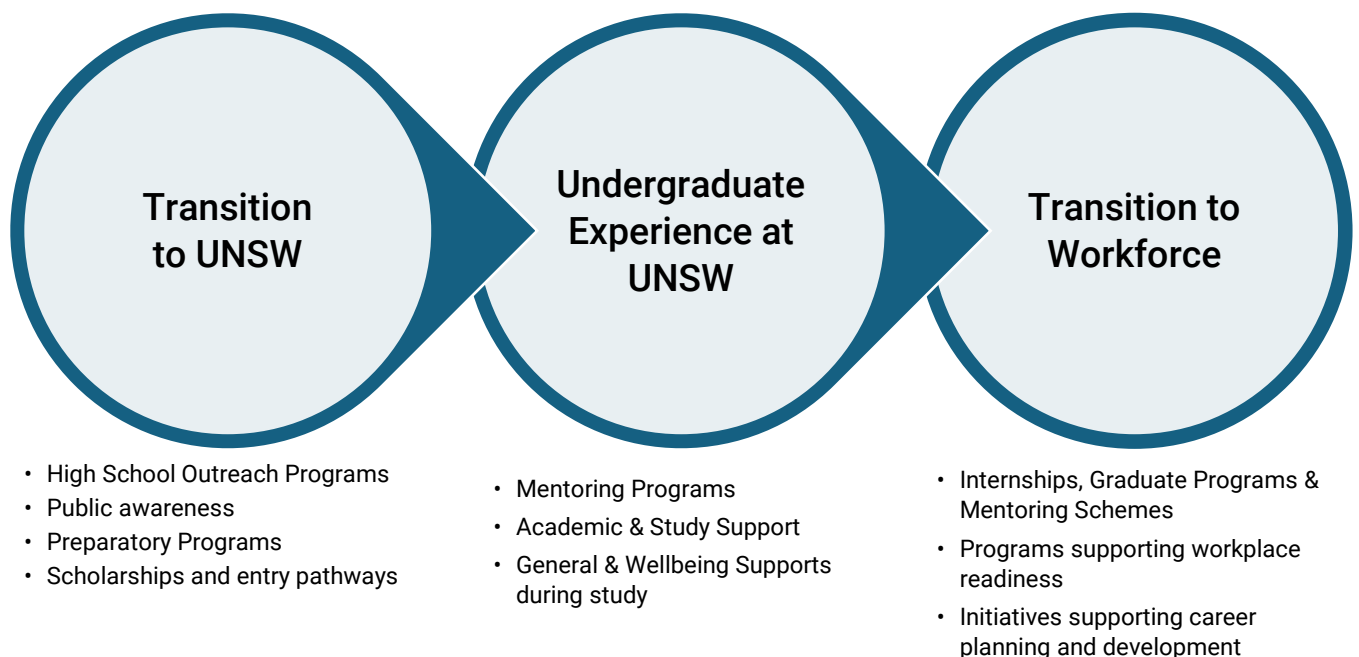 Transition
to UNSW
Undergraduate
Experience at
UNSW
Transition to
Workforce
• High School Outreach Programs
• Public awareness
• Preparatory Programs
• Scholarships and entry pathways
• Mentoring Programs
• Academic & Study Support
• General & Wellbeing Supports
during study
• Internships, Graduate Programs &
Mentoring Schemes
• Programs supporting workplace
readiness
• Initiatives supporting career
planning and development